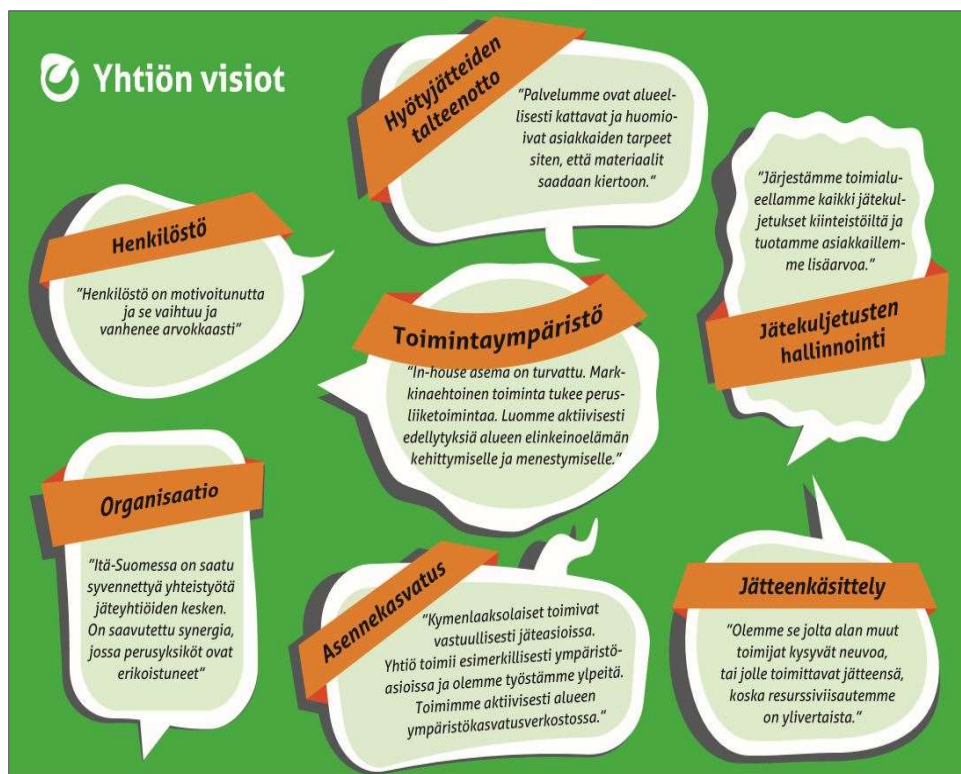 Yhtiön visiot
Hyötyjätteiden
talteenotto
"Palvelumme ovat alueel-
lisesti kattavat ja huomio-
ivat asiakkaiden tarpeet
siten, että materiaalit
saadaan kiertoon."
Henkilöstö
"Henkilöstö on motivoitunutta
ja se vaihtuu ja
vanhenee arvokkaasti"
"Järjestämme toimialu-
eellamme kaikki jätekul-
jetukset kiinteistöiltä ja
tuotamme asiakkaillem-
me lisäarvoa."
Jätekuljetusten
hallinnointi
Toimintaympäristö
"In-house asema on turvattu. Mark-
kinaehtoinen toiminta tukee perus-
liiketoimintaa. Luomme aktiivisesti
edellytyksiä alueen elinkeinoelämän
kehittymiselle ja menestymiselle."
Organisaatio
"Itä-Suomessa on saatu
syvennettyä yhteistyötä
jäteyhtiöiden kesken.
On saavutettu synergia,
jossa perusyksiköt ovat
erikoistuneet"
Asennekasvatus
"Kymenlaaksolaiset toimivat
vastuullisesti jäteasioissa.
Yhtiö toimii esimerkillisesti ympäristö-
asioissa ja olemme työstämme ylpeitä.
Toimimme aktiivisesti alueen
ympäristökasvatusverkostossa."
Jätteenkäsittely
"Olemme se jolta alan muut
toimijat kysyvät neuvoa,
tai jolle toimittavat jätteensä,
koska resurssiviisautemme
on ylivertaista."